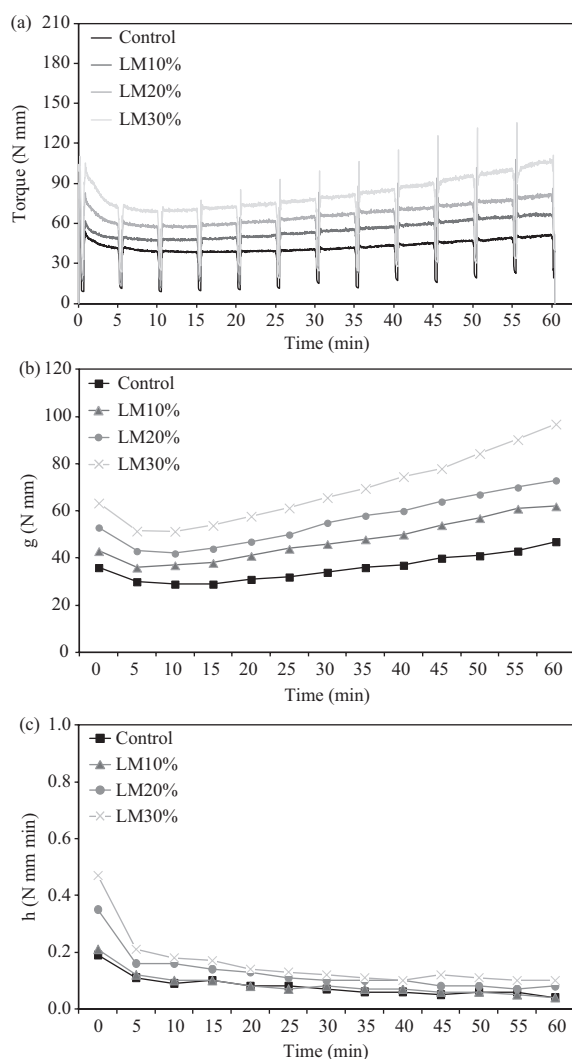 (a)
210
180
150
120
90
60
30
0
Torque (N mm)
Control
LM10%
LM20%
LM30%
0 5 10 15 20 25 30 35 40 45 50 55 60
Time (min)
(b)
120
100
80
60
40
20
0
g (N mm)
Control
LM10%
LM20%
LM30%
0 5 10 15 20 25 30 35 40 45 50 55 60
Time (min)
(c)
1.0
0.8
0.6
0.4
0.2
0.0
h (N mm min)
Control
LM10%
LM20%
LM30%
0 5 10 15 20 25 30 35 40 45 50 55 60
Time (min)